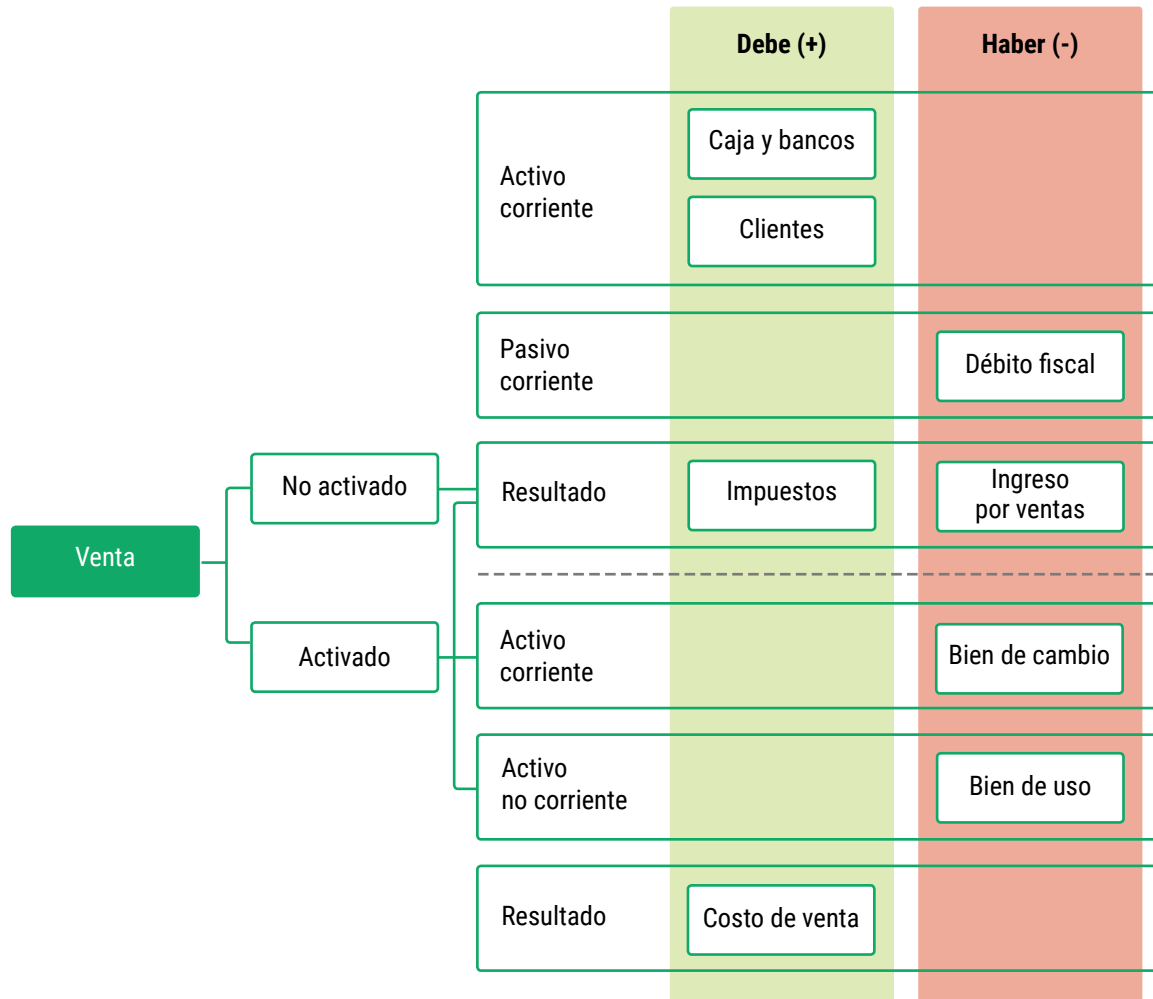 Debe (+)
Haber (-)
Activo
corriente
Caja y bancos
Clientes
Pasivo
corriente
Débito fiscal
Venta
No activado
Resultado
Impuestos
Ingreso
por ventas
Activado
Activo
corriente
Bien de cambio
Activo
no corriente
Bien de uso
Resultado
Costo de venta